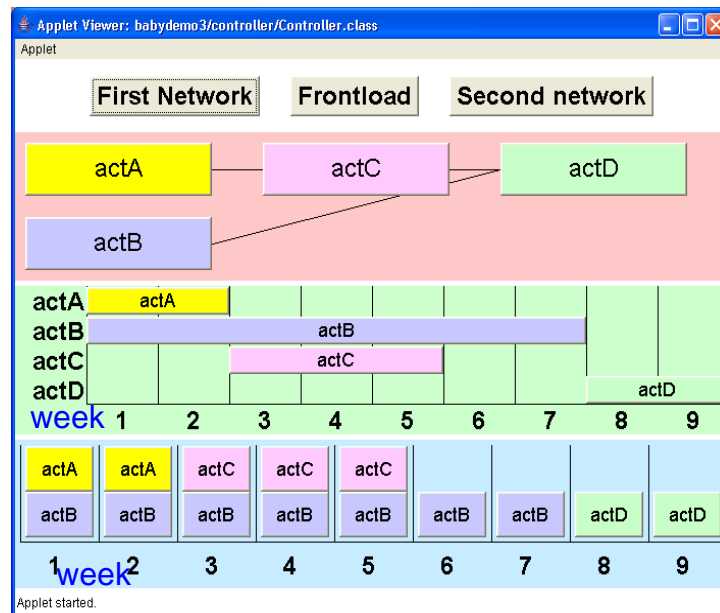 Applet Viewer: babydemo3/controller/Controller.class
Applet
First Network Frontload Second network
actA actC actD
actB
actA actA
actB actB
actC actC
actD actD
week 1 2 3 4 5 6 7 8 9
actA actA actC actC actC
actB actB actB actB actB actB actB actD actD
1 week 2 3 4 5 6 7 8 9
Applet started.